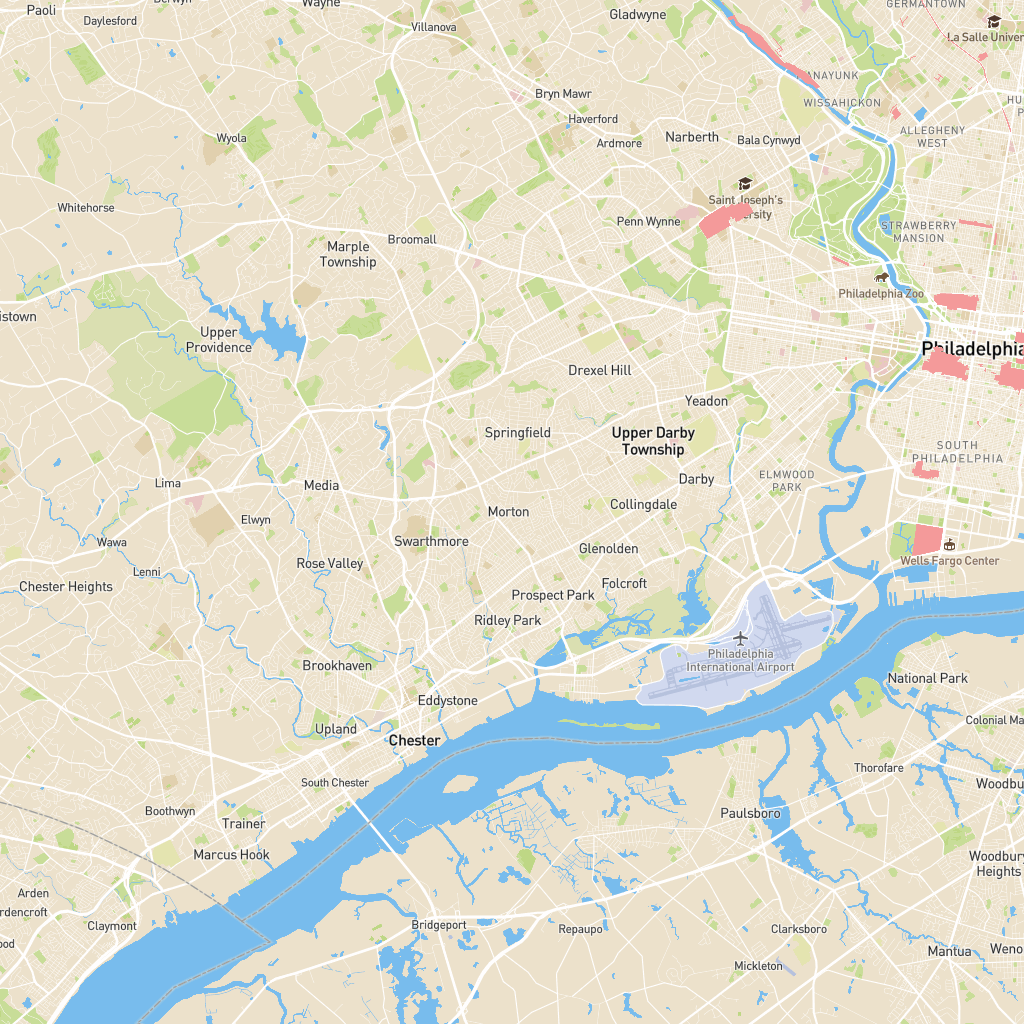 Paoli
Daylesford
Berwyn
Wayne
Villanova
Gladwyne
GERMANTOWN
La Salle Univer
MANAYUNK
WISSAHICKON
Bryn Mawr
Haverford
Ardmore
Narberth
Bala Cynwyd
ALLEGHENY
WEST
HU
P
Wyola
Whitehorse
Saint Joseph's
ersity
Penn Wynne
Broomall
Marple
Township
STRAWBERRY
MANSION
Philadelphia Zoo
istown
Upper
Providence
Philadelphia
Drexel Hill
Yeadon
Springfield
Upper Darby
Township
SOUTH
PHILADELPHIA
Lima
Media
Darby
ELMWOOD
PARK
Collingdale
Elwyn
Morton
Wawa
Swarthmore
Glenolden
Wells Fargo Center
Lenni
Rose Valley
Chester Heights
Folcroft
Prospect Park
Ridley Park
Philadelphia
International Airport
Brookhaven
National Park
Eddystone
Colonial Ma
Upland
Chester
Thorofare
South Chester
Woodbu
Boothwyn
Trainer
Paulsboro
Marcus Hook
Woodbury
Heights
Arden
rdencroft
Claymont
Bridgeport
Repaupo
Clarksboro
ood
Mantua
Weno
Mickleton